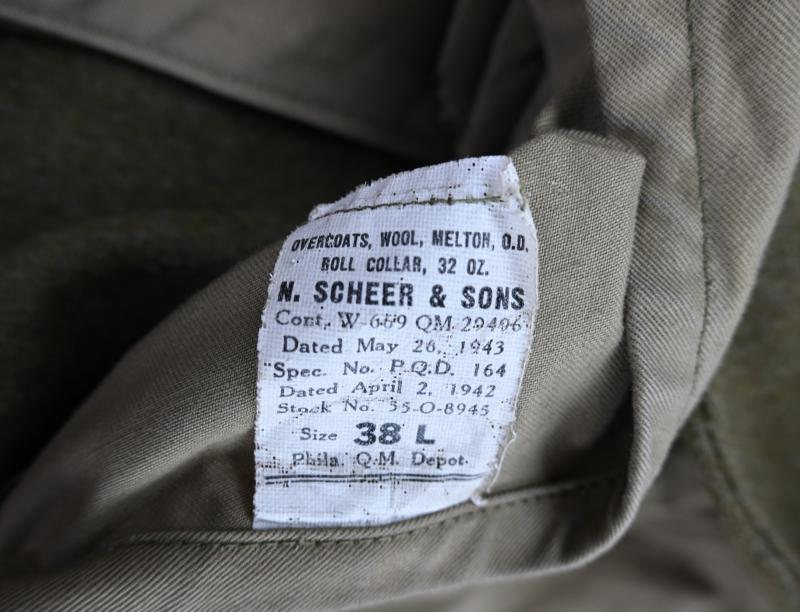 OVERCOATS, WOOL, MELTON, O.D.
ROLL COLLAR, 32 OZ.
N. SCHEER & SONS
Cont. W-669 QM 29406
Dated May 26, 1943
Spec. No. P.Q.D. 164
Dated April 2, 1942
Stock No. 55-O-8945
Size 38 L
Phila. Q.M. Depot.